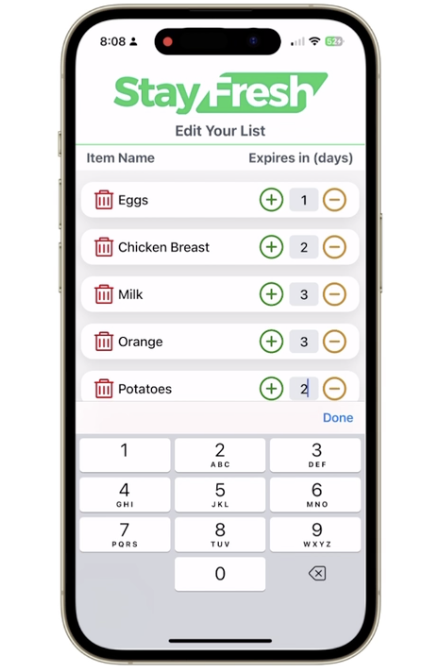 8:08
52
StayFresh
Edit Your List
Item Name Expires in (days)
Eggs 1
Chicken Breast 2
Milk 3
Orange 3
Potatoes 2
Done
1 2 3
ABC DEF
4 5 6
GHI JKL MNO
7 8 9
PQRS TUV WXYZ
0